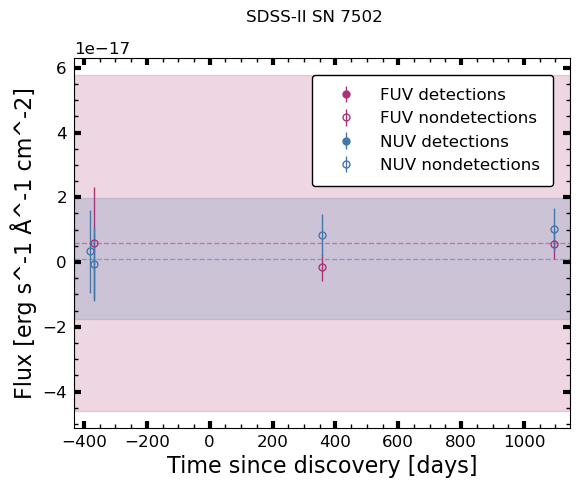 SDSS-II SN 7502
1e−17
6
4
2
0
−2
−4
FUV detections
FUV nondetections
NUV detections
NUV nondetections
Flux [erg s^-1 Å^-1 cm^-2]
−400 −200 0 200 400 600 800 1000
Time since discovery [days]